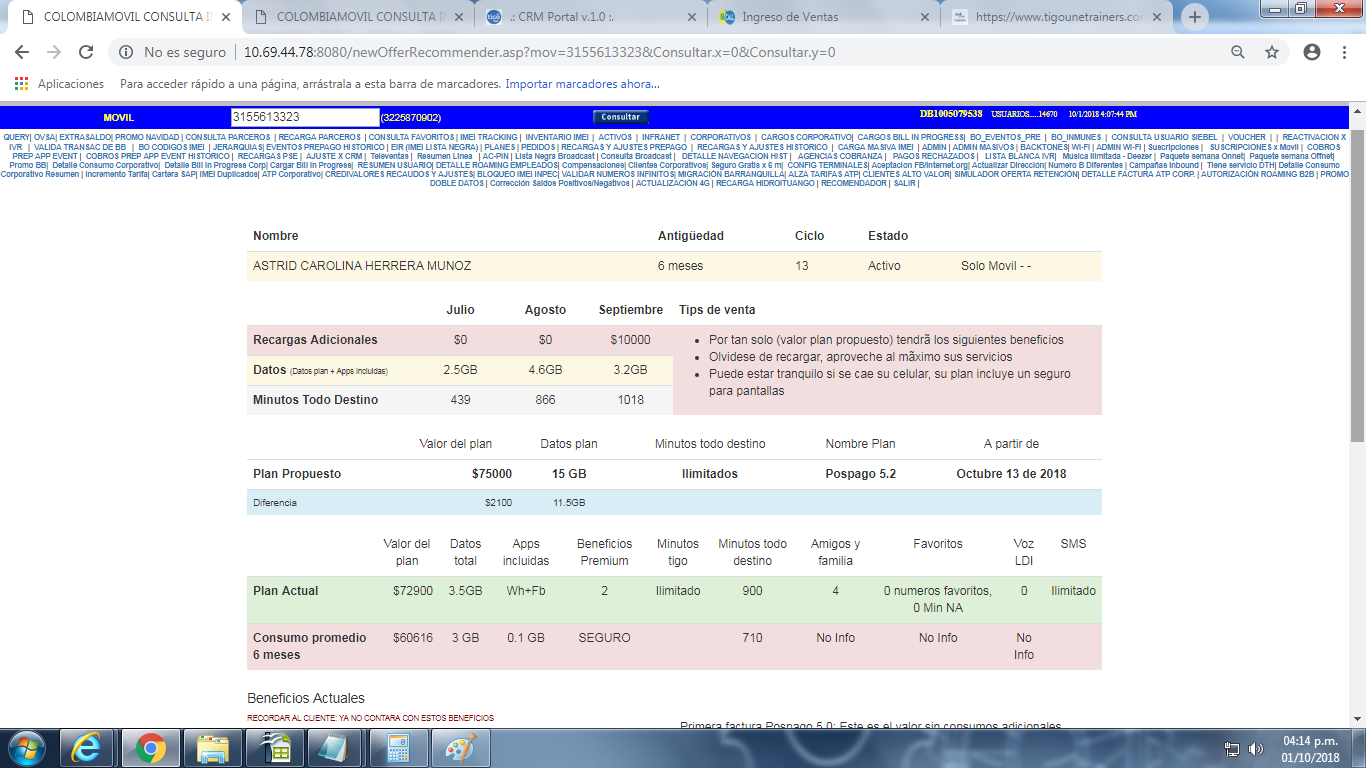 COLOMBIAMOVIL CONSULTA I
COLOMBIAMOVIL CONSULTA I
.: CRM Portal v.1.0 :.
Ingreso de Ventas
https://www.tigounetrainers.co
No es seguro | 10.69.44.78:8080/newOfferRecommender.asp?mov=3155613323&Consultar.x=0&Consultar.y=0
Aplicaciones Para acceder rápido a una página, arrástrala a esta barra de marcadores. Importar marcadores ahora...
MOVIL 3155613323 (3225870902) Consultar DB1005079538 USUARIOS.....14670 10/1/2018 4:07:44 PM
QUERY| OVSA| EXTRASALDO| PROMO NAVIDAD | CONSULTA PARCEROS | RECARGA PARCEROS | CONSULTA FAVORITOS | IMEI TRACKING | INVENTARIO IMEI | ACTIVOS | INFRANET | CORPORATIVOS | CARGOS CORPORATIVO| CARGOS BILL IN PROGRESS| BO_EVENTOS_PRE | BO_INMUNES | CONSULTA USUARIO SIEBEL | VOUCHER | | REACTIVACION X
IVR | VALIDA TRANSAC DE BB | BO CODIGOS IMEI | JERARQUIAS| EVENTOS PREPAGO HISTORICO | EIR (IMEI LISTA NEGRA) | PLANES | PEDIDOS | RECARGAS Y AJUSTES PREPAGO | RECARGAS Y AJUSTES HISTORICO | CARGA MASIVA IMEI | ADMIN | ADMIN MASIVOS | BACKTONES| WI-FI | ADMIN WI-FI | Suscripciones | SUSCRIPCIONES x Movil | COBROS
PREP APP EVENT | COBROS PREP APP EVENT HISTORICO | RECARGAS PSE | AJUSTE X CRM | Televentas | Resumen Linea | AC-PIN | Lista Negra Broadcast | Consulta Broadcast | DETALLE NAVEGACION HIST | AGENCIAS COBRANZA | PAGOS RECHAZADOS | LISTA BLANCA IVR| Música Ilimitada - Deezer | Paquete semana Onnet| Paquete semana Offnet|
Promo BB| Detalle Consumo Corporativo| Detalle Bill in Progress Corp| Cargar Bill In Progress| RESUMEN USUARIO| DETALLE ROAMING EMPLEADOS| Compensaciones| Clientes Corporativos| Seguro Gratis x 6 m| CONFIG TERMINALES| Aceptacion FB/Internet.org| Actualizar Dirección| Numero B Diferentes | Campañas Inbound | Tiene servicio DTH| Detalle Consumo
Corporativo Resumen | Incremento Tarifa| Cartera SAP| IMEI Duplicados| ATP Corporativo| CREDIVALORES RECAUDOS Y AJUSTES| BLOQUEO IMEI INPEC| VALIDAR NUMEROS INFINITOS| MIGRACIÓN BARRANQUILLA| ALZA TARIFAS ATP| CLIENTES ALTO VALOR| SIMULADOR OFERTA RETENCIÓN| DETALLE FACTURA ATP CORP. | AUTORIZACIÓN ROAMING B2B | PROMO
DOBLE DATOS | Corrección Saldos Positivos/Negativos | ACTUALIZACIÓN 4G | RECARGA HIDROITUANGO | RECOMENDADOR | SALIR |
Nombre Antigüedad Ciclo Estado
ASTRID CAROLINA HERRERA MUNOZ 6 meses 13 Activo Solo Movil - -
Julio Agosto Septiembre Tips de venta
Recargas Adicionales $0 $0 $10000
Datos (Datos plan + Apps incluidas) 2.5GB 4.6GB 3.2GB
Minutos Todo Destino 439 866 1018
• Por tan solo (valor plan propuesto) tendrã los siguientes beneficios
• Olvidese de recargar, aproveche al mãximo sus servicios
• Puede estar tranquilo si se cae su celular, su plan incluye un seguro
para pantallas
Valor del plan Datos plan Minutos todo destino Nombre Plan A partir de
Plan Propuesto $75000 15 GB Ilimitados Pospago 5.2 Octubre 13 de 2018
Diferencia $2100 11.5GB
Valor del plan Datos total Apps incluidas Beneficios Premium Minutos tigo Minutos todo destino Amigos y familia Favoritos Voz LDI SMS
Plan Actual $72900 3.5GB Wh+Fb 2 Ilimitado 900 4 0 numeros favoritos, 0 Min NA 0 Ilimitado
Consumo promedio 6 meses $60616 3 GB 0.1 GB SEGURO 710 No Info No Info No Info
Beneficios Actuales
RECORDAR AL CLIENTE: YA NO CONTARA CON ESTOS BENEFICIOS
Primera factura Pospago 5.0: Este es el valor sin consumos adicionales
04:14 p.m.
01/10/2018